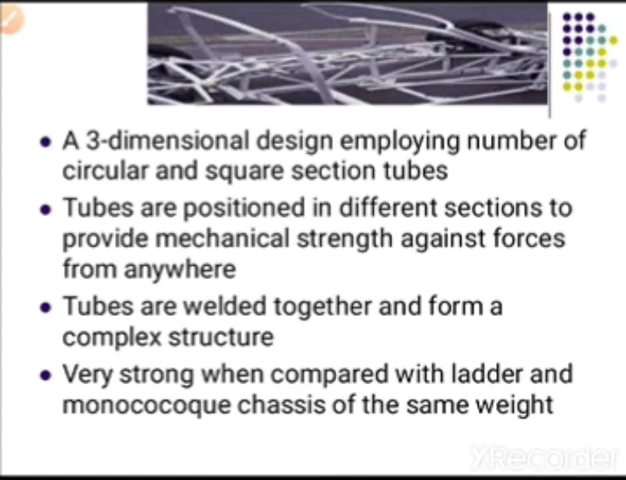 A 3-dimensional design employing number of
circular and square section tubes
Tubes are positioned in different sections to
provide mechanical strength against forces
from anywhere
Tubes are welded together and form a
complex structure
Very strong when compared with ladder and
monococoque chassis of the same weight
XRecorder